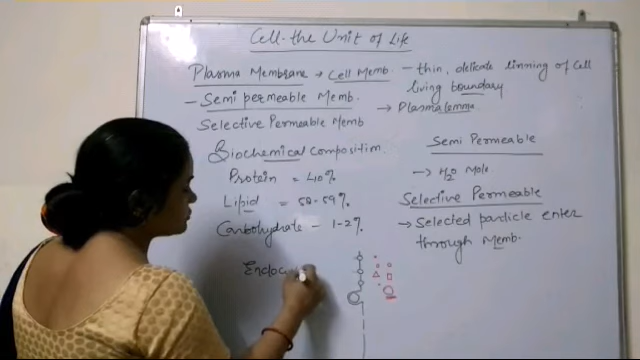 Cell-the Unit of Life
Plasma Membrane → Cell Memb. - thin, delicate linning of cell
living boundary
- Semi permeable Memb.
→ Plasmalemma
Selective Permeable Memb
Biochemical Composition.
Semi Permeable
Protein = 40%
→ H2O Mole.
Lipid = 58-59%
Selective Permeable
Carbohydrate - 1-2%
→ Selected particle enter
through Memb.
Endoc